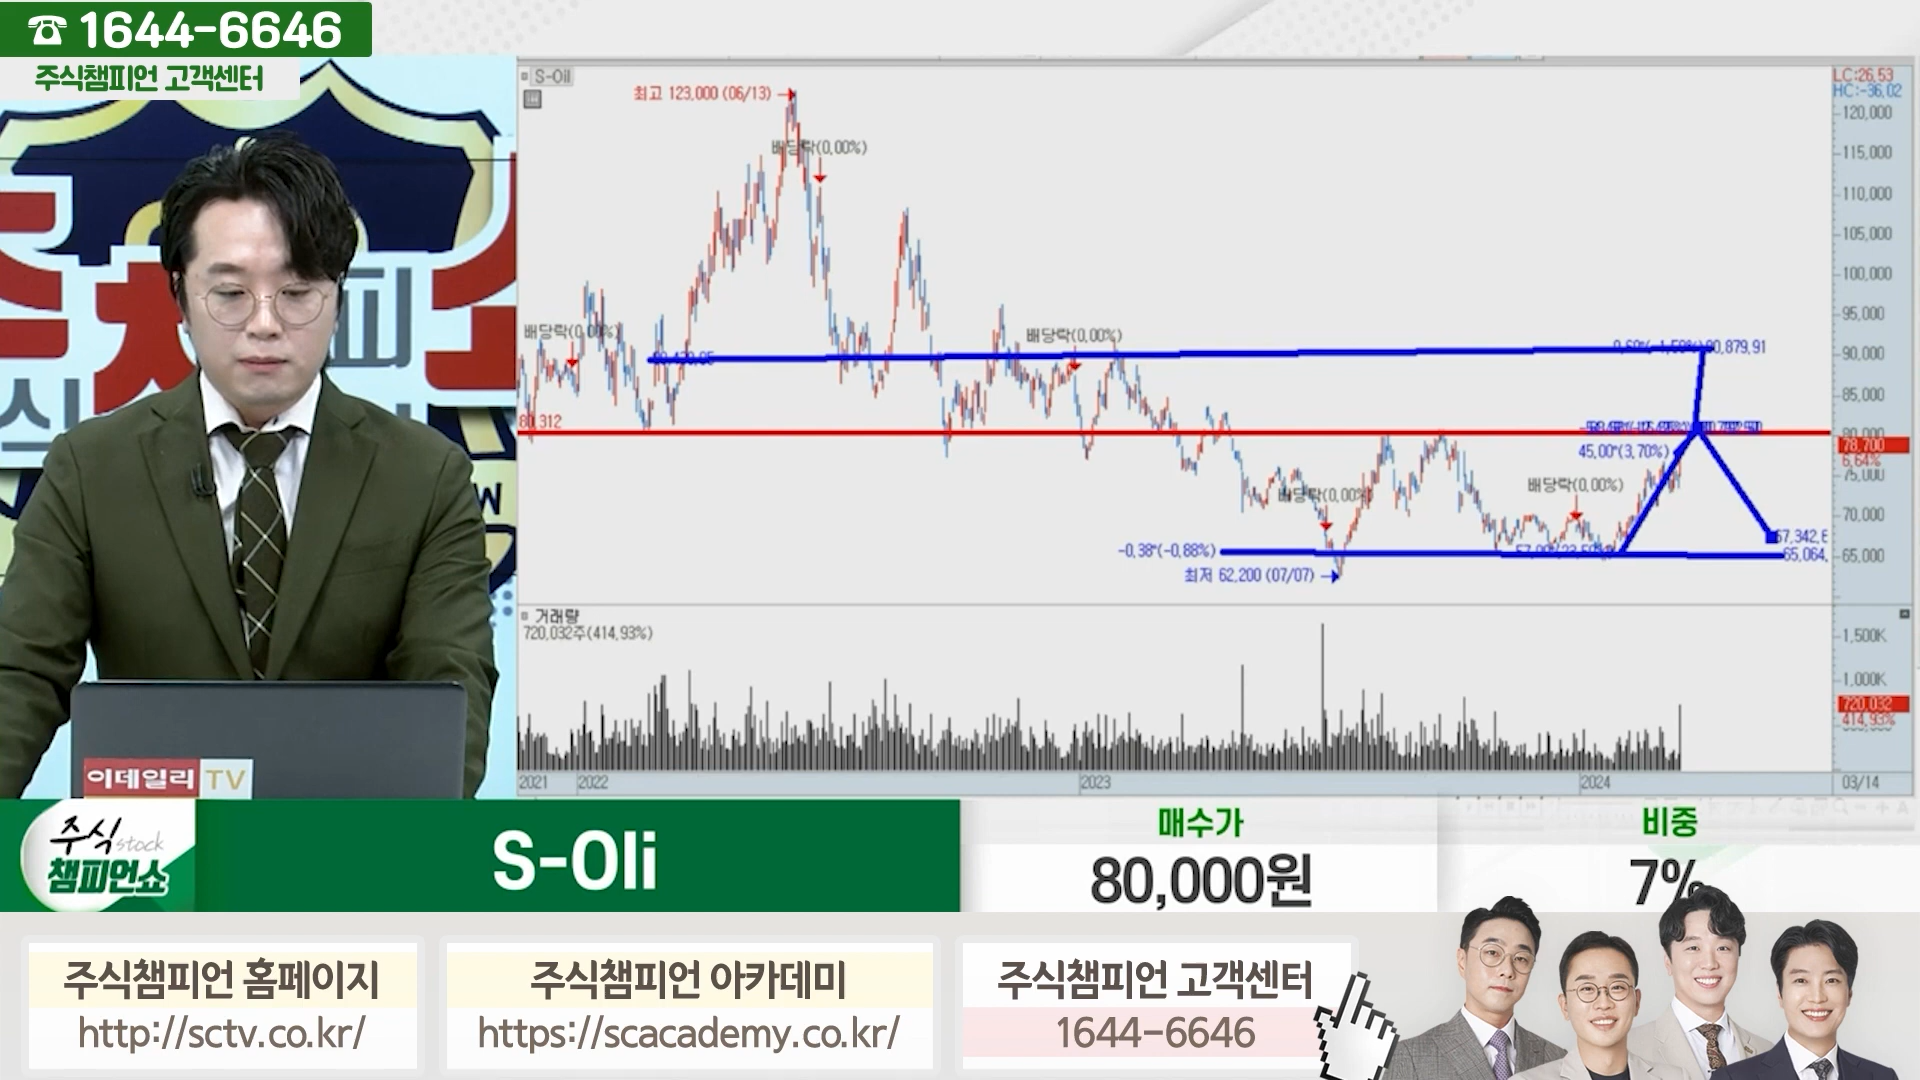 ☎ 1644-6646
주식챔피언 고객센터
이데일리 TV
S-Oil
LC:26,53
HC:-36,02
최고 123,000 (06/13)
배당락(0,00%)
배당락(0,00%)
배당락(0,00%)
배당락(0,00%)
배당락(0,00%)
80,312
45,00°(3,70%)
-0,38°(-0,88%)
최저 62,200 (07/07)
65,064,
120,000
115,000
110,000
105,000
100,000
95,000
90,000
85,000
80,000
78,700
6,64%
75,000
70,000
65,000
거래량
720,032주(414,93%)
1,500K
1,000K
720,032
414,93%
2021
2022
2023
2024
03/14
주식 stock
챔피언쇼
S-Oli
매수가
80,000원
비중
7%
주식챔피언 홈페이지
http://sctv.co.kr/
주식챔피언 아카데미
https://scacademy.co.kr/
주식챔피언 고객센터
1644-6646